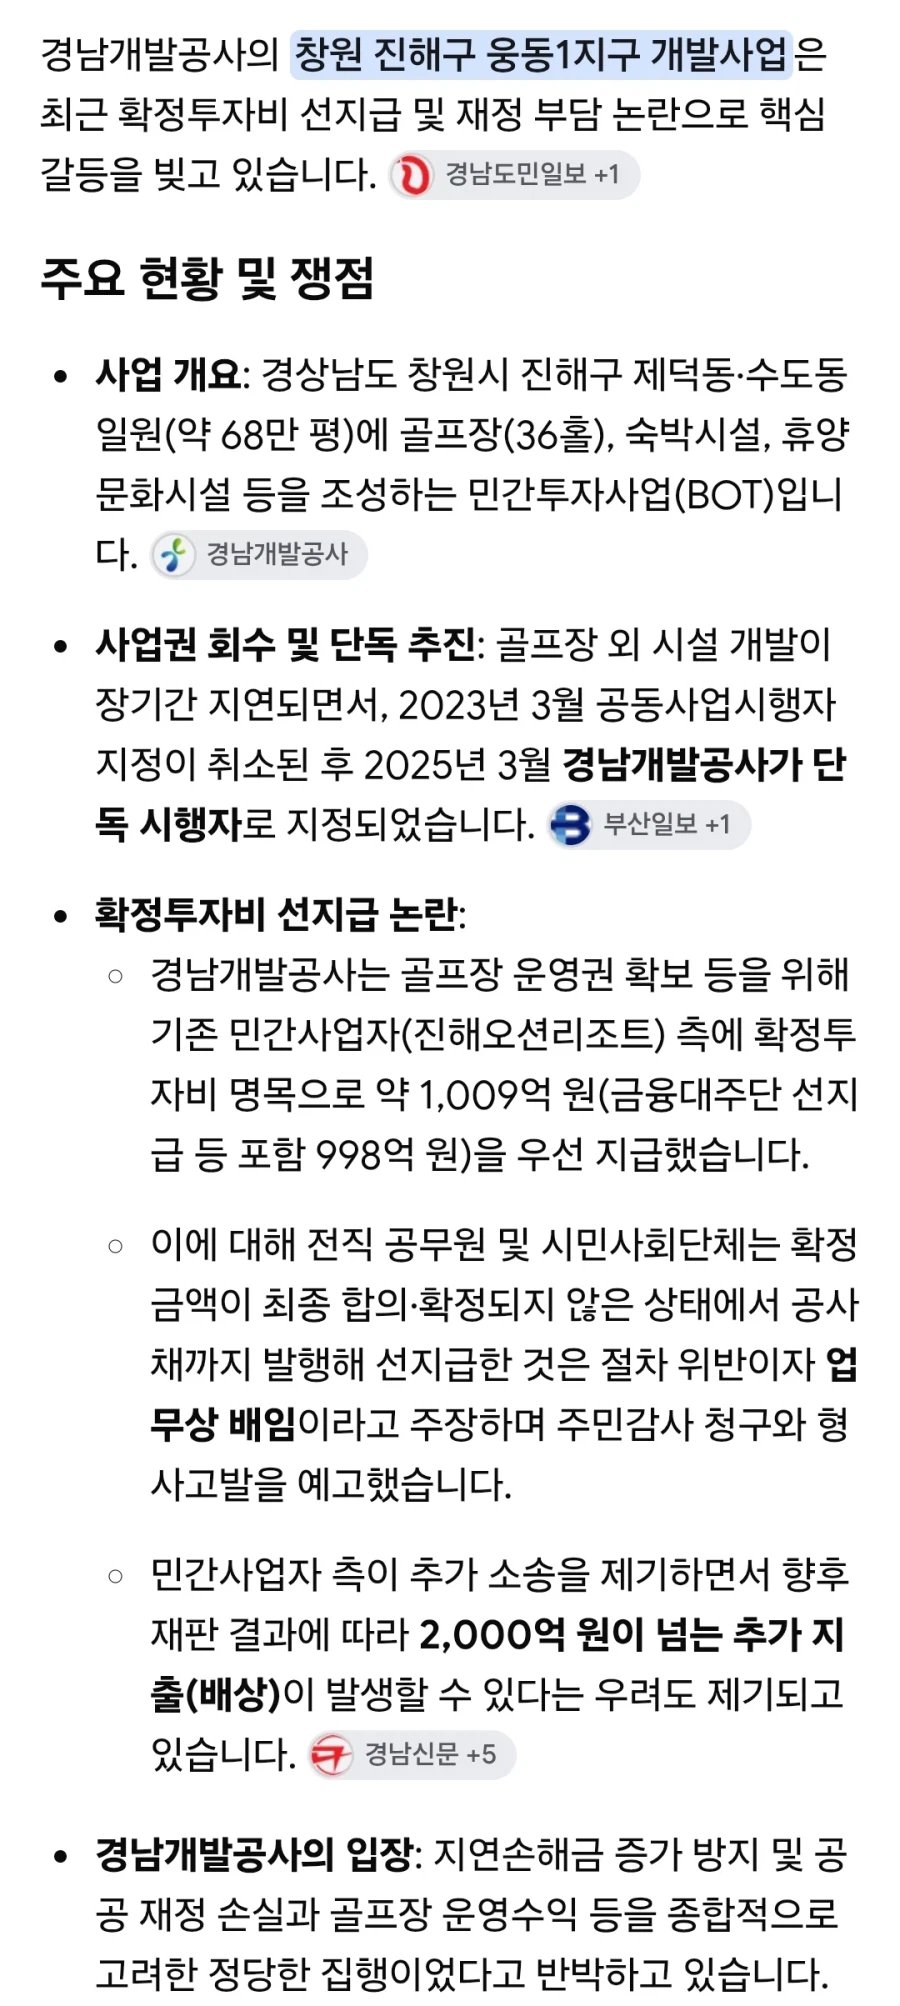 경남개발공사의 창원 진해구 웅동1지구 개발사업은
최근 확정투자비 선지급 및 재정 부담 논란으로 핵심
갈등을 빚고 있습니다. 경남도민일보 +1
주요 현황 및 쟁점
• 사업 개요: 경상남도 창원시 진해구 제덕동·수도동
일원(약 68만 평)에 골프장(36홀), 숙박시설, 휴양
문화시설 등을 조성하는 민간투자사업(BOT)입니
다. 경남개발공사
• 사업권 회수 및 단독 추진: 골프장 외 시설 개발이
장기간 지연되면서, 2023년 3월 공동사업시행자
지정이 취소된 후 2025년 3월 경남개발공사가 단
독 시행자로 지정되었습니다. 부산일보 +1
• 확정투자비 선지급 논란:
○ 경남개발공사는 골프장 운영권 확보 등을 위해
기존 민간사업자(진해오션리조트) 측에 확정투
자비 명목으로 약 1,009억 원(금융대주단 선지
급 등 포함 998억 원)을 우선 지급했습니다.
○ 이에 대해 전직 공무원 및 시민사회단체는 확정
금액이 최종 합의·확정되지 않은 상태에서 공사
채까지 발행해 선지급한 것은 절차 위반이자 업
무상 배임이라고 주장하며 주민감사 청구와 형
사고발을 예고했습니다.
○ 민간사업자 측이 추가 소송을 제기하면서 향후
재판 결과에 따라 2,000억 원이 넘는 추가 지
출(배상)이 발생할 수 있다는 우려도 제기되고
있습니다. 경남신문 +5
• 경남개발공사의 입장: 지연손해금 증가 방지 및 공
공 재정 손실과 골프장 운영수익 등을 종합적으로
고려한 정당한 집행이었다고 반박하고 있습니다.